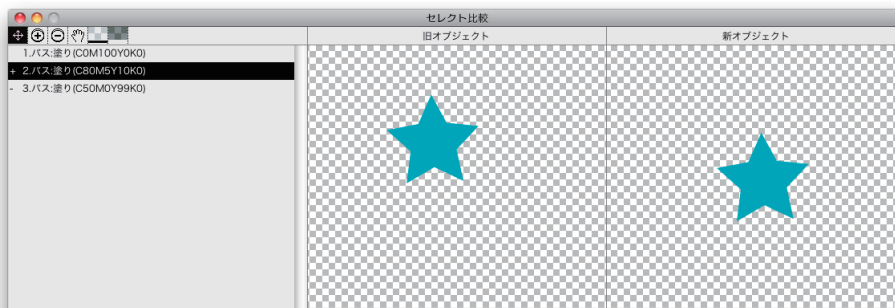 セレクト比較
旧オブジェクト
新オブジェクト
1.パス:塗り(C0M100Y0K0)
+ 2.パス:塗り(C80M5Y10K0)
- 3.パス:塗り(C50M0Y99K0)